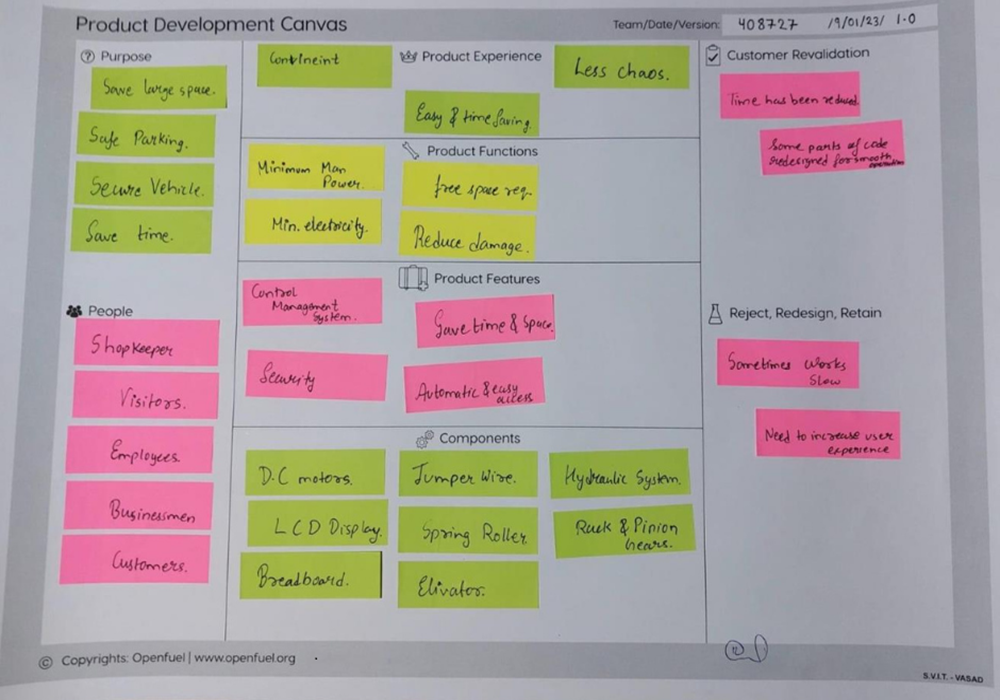 Product Development Canvas
Team/Date/Version: 408727 19/01/23/ 1.0
Purpose
Save large space.
Safe Parking.
Secure Vehicle.
Save time.
People
Shopkeeper
Visitors.
Employees.
Businessmen
Customers.
Product Experience
Convineint
Less chaos.
Easy & time saving.
Product Functions
Minimum Man
Power.
free space req.
Min. electricity.
Reduce damage.
Product Features
Control
Management
System.
Save time & Space.
Security
Automatic & easy
access
Components
D.C motors.
Jumper Wire.
Hydraulic System.
LCD Display.
Spring Roller
Rack & Pinion
Gears.
Breadboard.
Elivator.
Customer Revalidation
Time has been reduced.
Some parts of code
redesigned for smooth
operation
Reject, Redesign, Retain
Sometimes works
slow
Need to increase user
experience
© Copyrights: Openfuel | www.openfuel.org
S.V.I.T. - VASAD